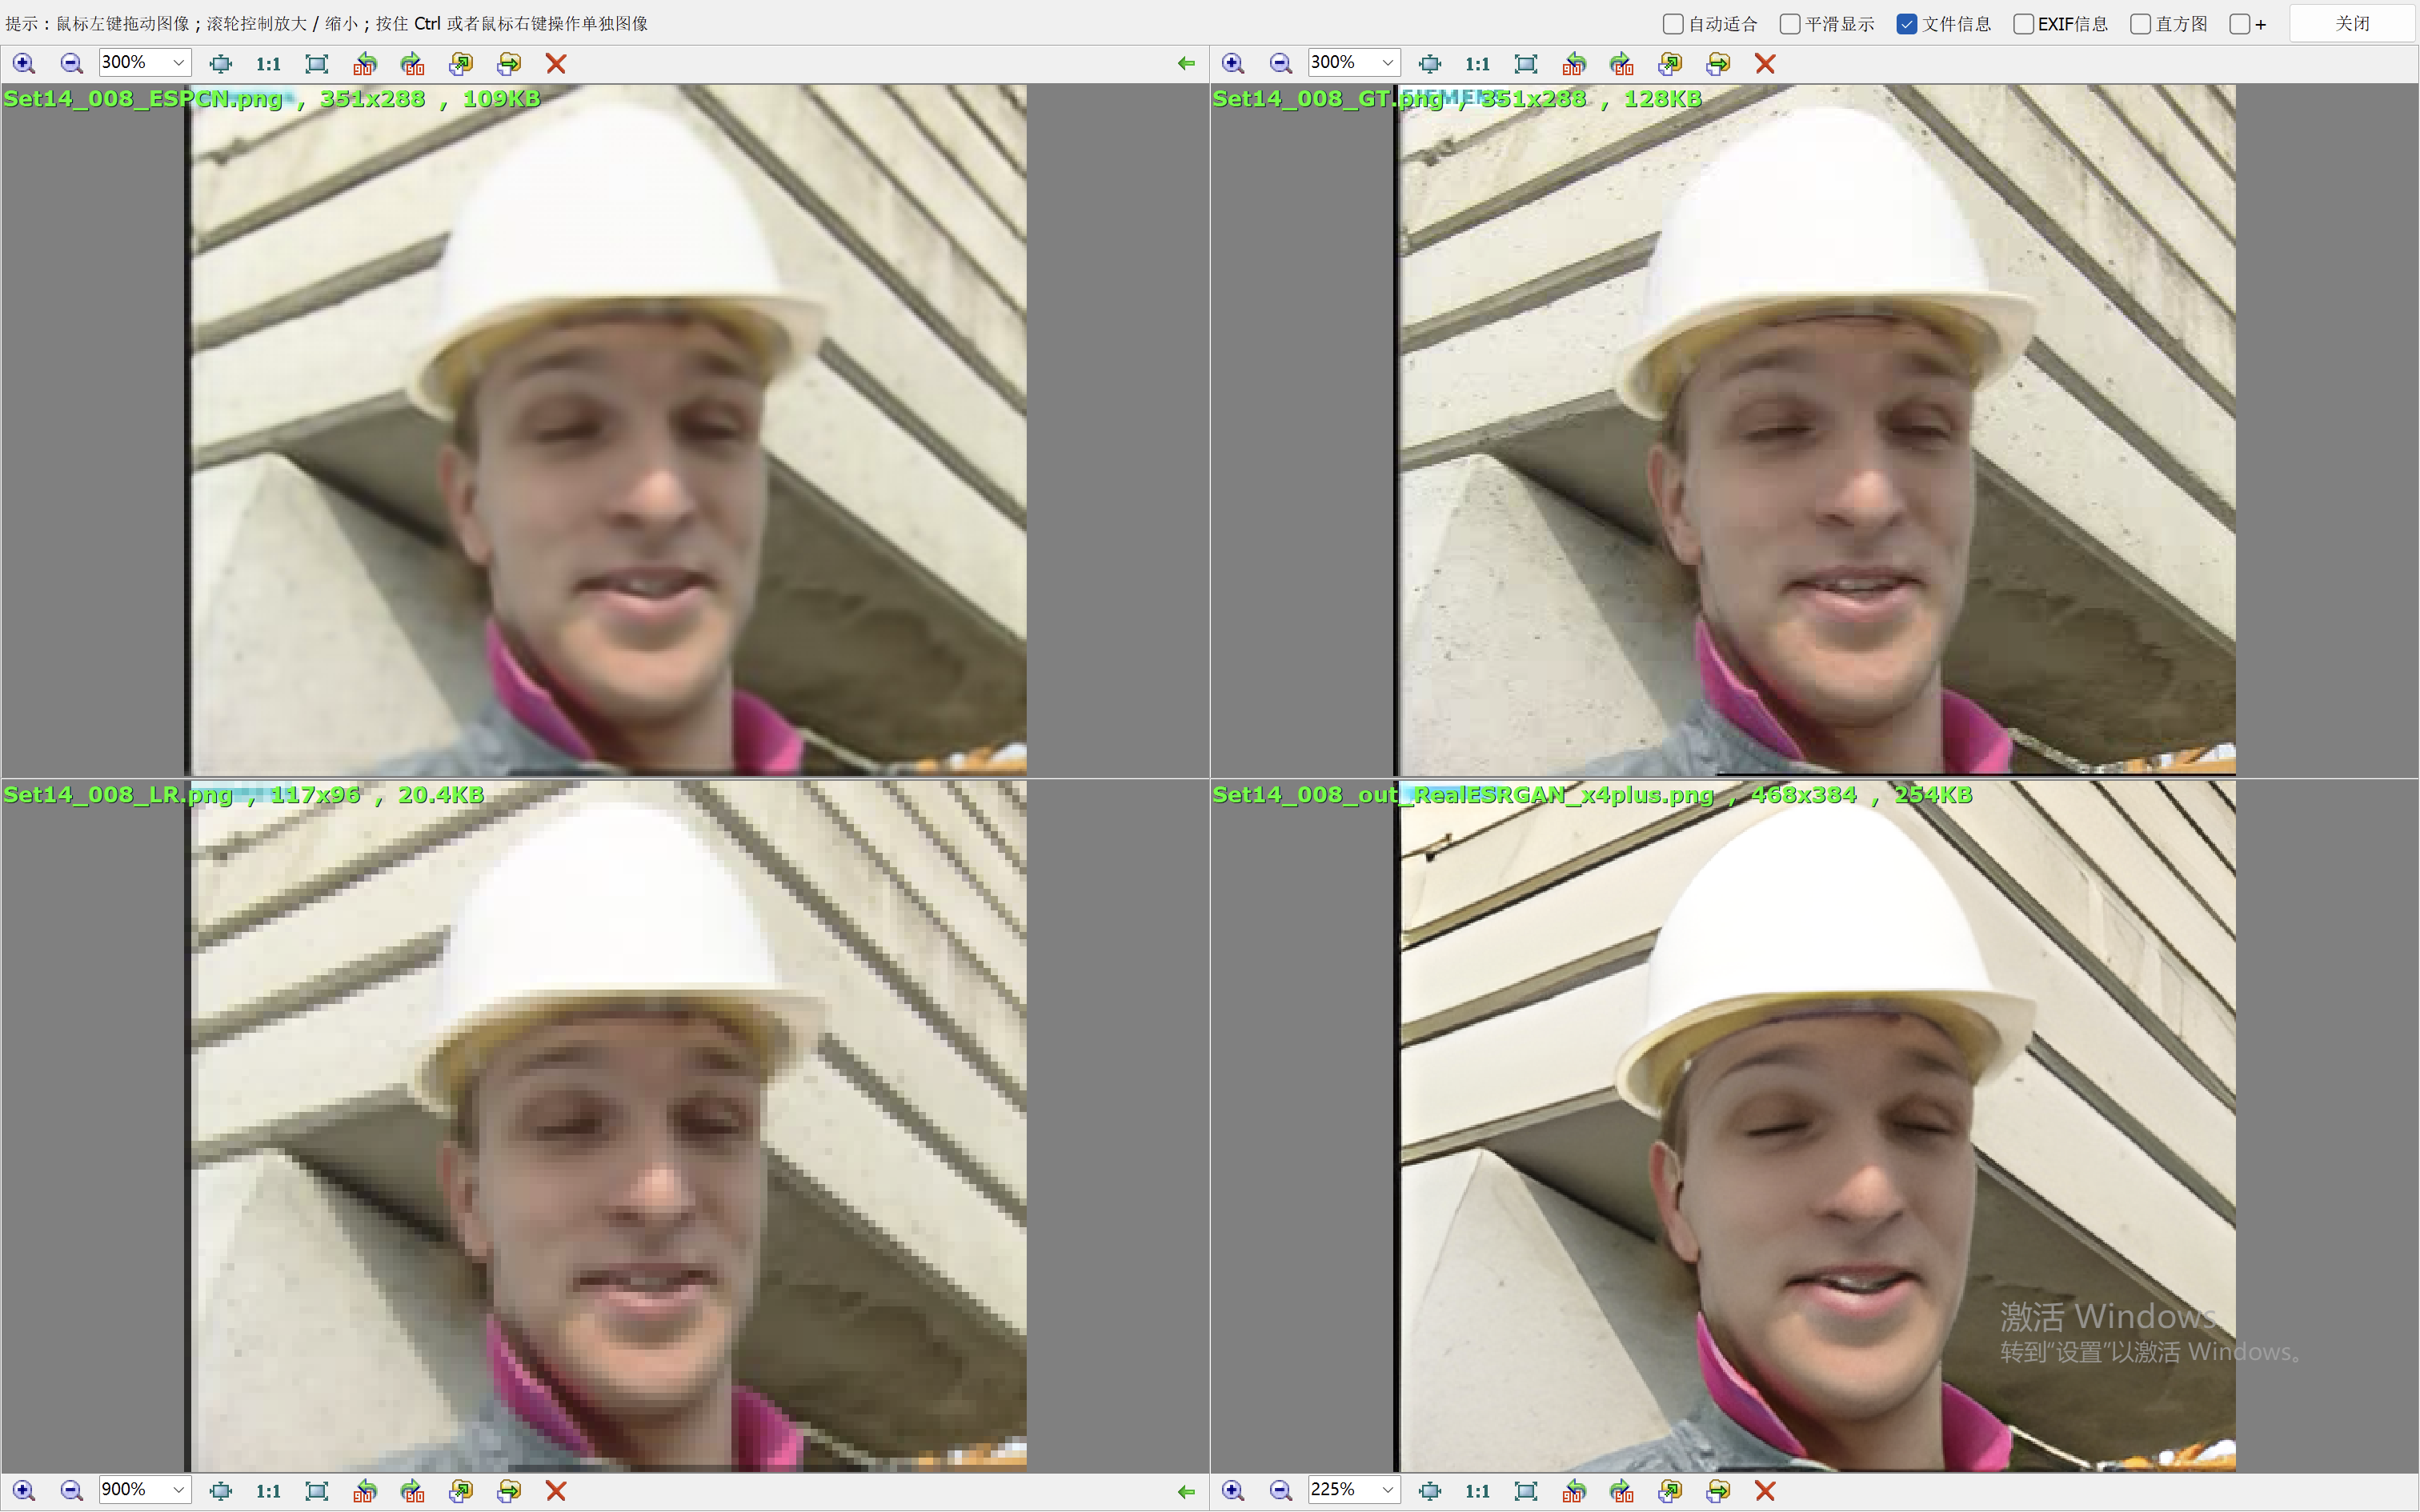 提示：鼠标左键拖动图像；滚轮控制放大 / 缩小；按住 Ctrl 或者鼠标右键操作单独图像
自动适合 平滑显示 文件信息 EXIF信息 直方图 + 关闭
300% 1:1 300% 1:1
Set14_008_ESPCN.png , 351x288 , 109KB
Set14_008_GT.png , 351x288 , 128KB
SIEMENS
Set14_008_LR.png , 117x96 , 20.4KB
Set14_008_out_RealESRGAN_x4plus.png , 468x384 , 254KB
激活 Windows
转到"设置"以激活 Windows。
900% 1:1 225% 1:1